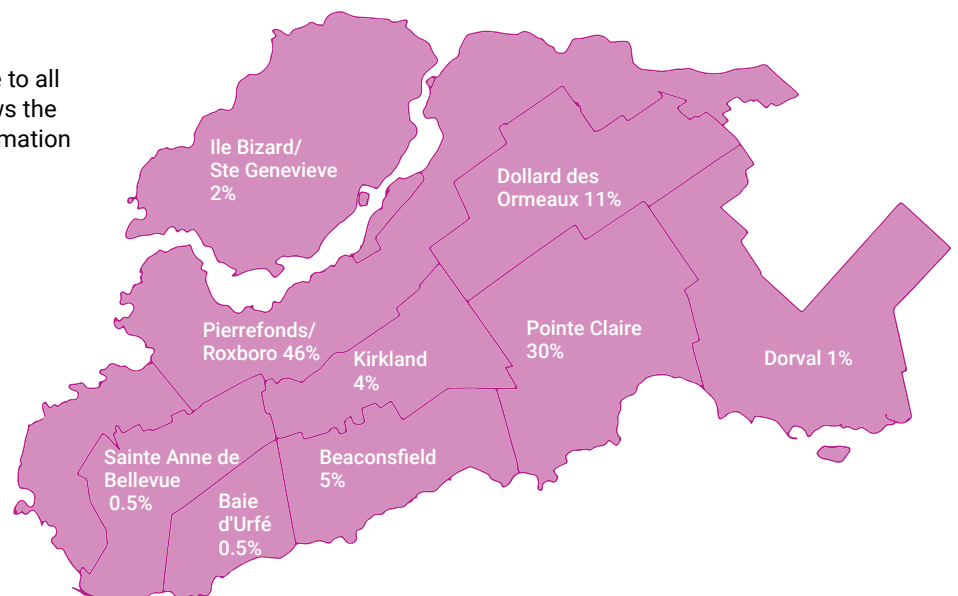 to all
ws the
mation
Ile Bizard/
Ste Genevieve
2%
Dollard des
Ormeaux 11%
Pierrefonds/
Roxboro 46%
Kirkland
4%
Pointe Claire
30%
Dorval 1%
Sainte Anne de
Bellevue
0.5%
Beaconsfield
5%
Baie
d'Urfé
0.5%